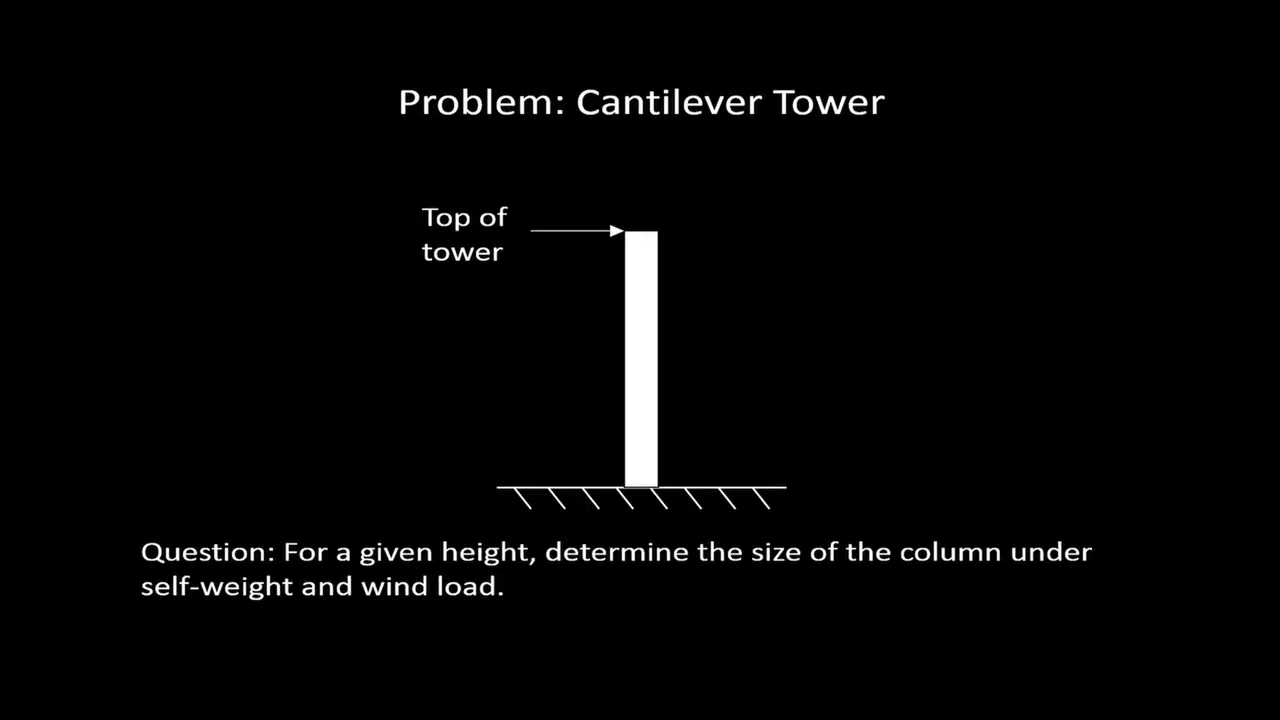 Problem: Cantilever Tower
Top of
tower
Question: For a given height, determine the size of the column under
self-weight and wind load.